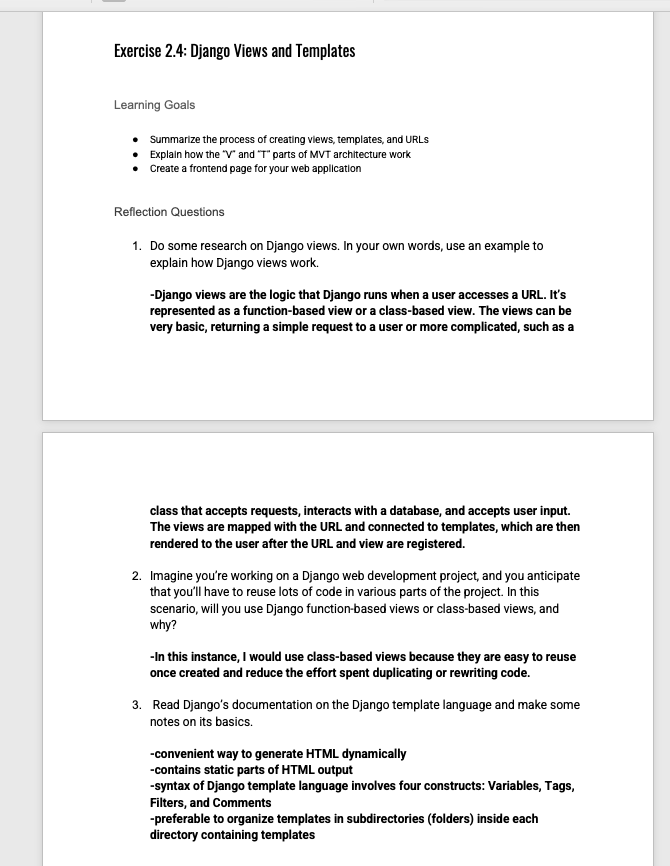 Exercise 2.4: Django Views and Templates
Learning Goals
● Summarize the process of creating views, templates, and URLs
● Explain how the “V” and “T” parts of MVT architecture work
● Create a frontend page for your web application
Reflection Questions
1. Do some research on Django views. In your own words, use an example to
explain how Django views work.
-Django views are the logic that Django runs when a user accesses a URL. It’s
represented as a function-based view or a class-based view. The views can be
very basic, returning a simple request to a user or more complicated, such as a
class that accepts requests, interacts with a database, and accepts user input.
The views are mapped with the URL and connected to templates, which are then
rendered to the user after the URL and view are registered.
2. Imagine you’re working on a Django web development project, and you anticipate
that you’ll have to reuse lots of code in various parts of the project. In this
scenario, will you use Django function-based views or class-based views, and
why?
-In this instance, I would use class-based views because they are easy to reuse
once created and reduce the effort spent duplicating or rewriting code.
3. Read Django’s documentation on the Django template language and make some
notes on its basics.
-convenient way to generate HTML dynamically
-contains static parts of HTML output
-syntax of Django template language involves four constructs: Variables, Tags,
Filters, and Comments
-preferable to organize templates in subdirectories (folders) inside each
directory containing templates